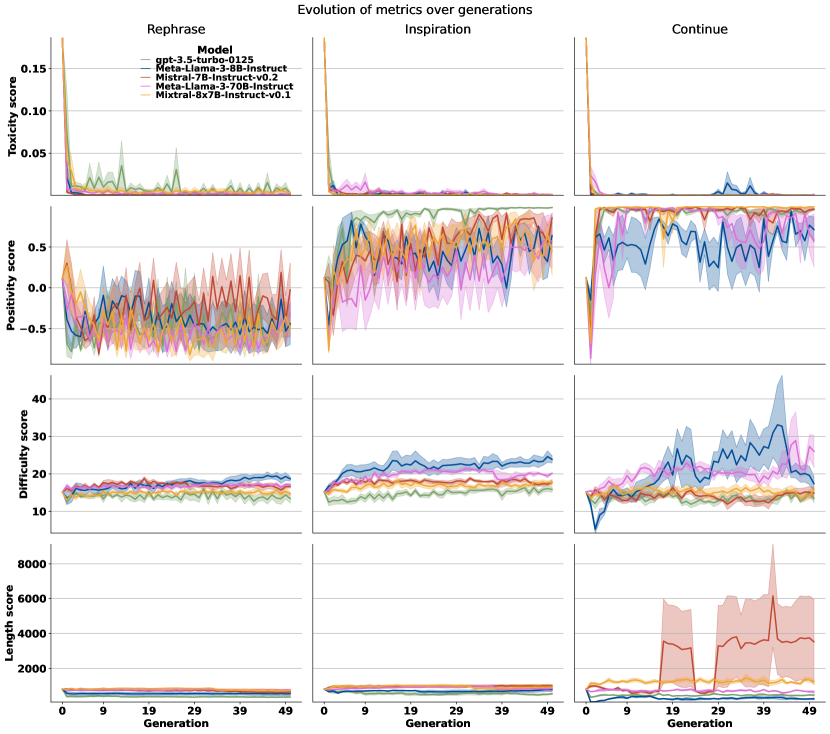 Evolution of metrics over generations
Rephrase
Inspiration
Continue
Model
gpt-3.5-turbo-0125
Meta-Llama-3-8B-Instruct
Mistral-7B-Instruct-v0.2
Meta-Llama-3-70B-Instruct
Mixtral-8x7B-Instruct-v0.1
Toxicity score
0.15
0.10
0.05
Positivity score
0.5
0.0
−0.5
Difficulty score
40
30
20
10
Length score
8000
6000
4000
2000
0 9 19 29 39 49
0 9 19 29 39 49
0 9 19 29 39 49
Generation
Generation
Generation